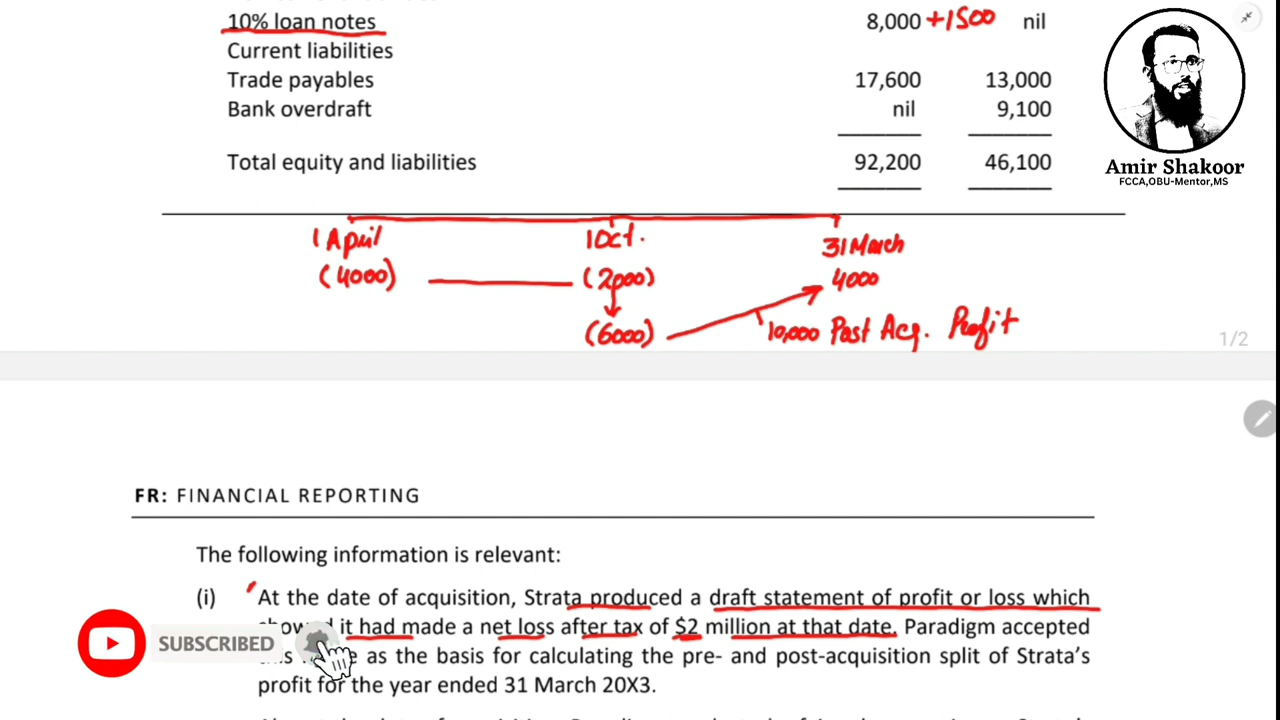 10% loan notes 8,000 +1500 nil
Current liabilities
Trade payables 17,600 13,000
Bank overdraft nil 9,100
Total equity and liabilities 92,200 46,100
Amir Shakoor
FCCA,OBU-Mentor,MS
1 April 1 Oct. 31 March
(4000) (2000) 4000
(6000) 10,000 Post Acq. Profit
1/2
FR: FINANCIAL REPORTING
The following information is relevant:
(i) At the date of acquisition, Strata produced a draft statement of profit or loss which
it had made a net loss after tax of $2 million at that date. Paradigm accepted
as the basis for calculating the pre- and post-acquisition split of Strata's
profit for the year ended 31 March 20X3.
SUBSCRIBED